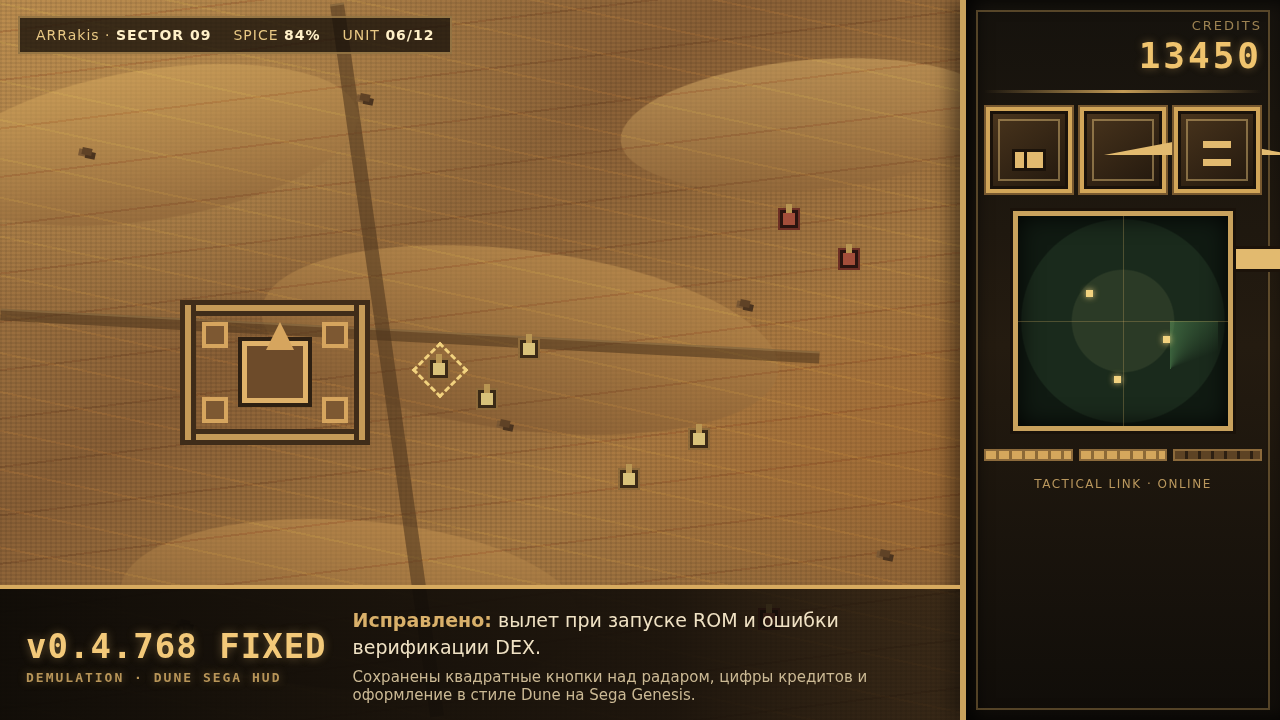 ARRakis · SECTOR 09 SPICE 84% UNIT 06/12
CREDITS
13450
TACTICAL LINK · ONLINE
v0.4.768 FIXED
DEMULATION · DUNE SEGA HUD
Исправлено: вылет при запуске ROM и ошибки
верификации DEX.
Сохранены квадратные кнопки над радаром, цифры кредитов и
оформление в стиле Dune на Sega Genesis.